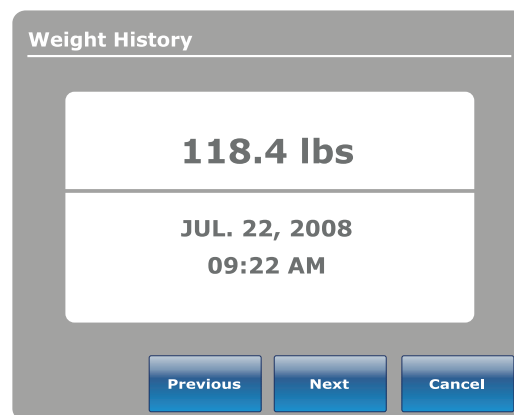 Weight History
118.4 lbs
JUL. 22, 2008
09:22 AM
Previous Next Cancel